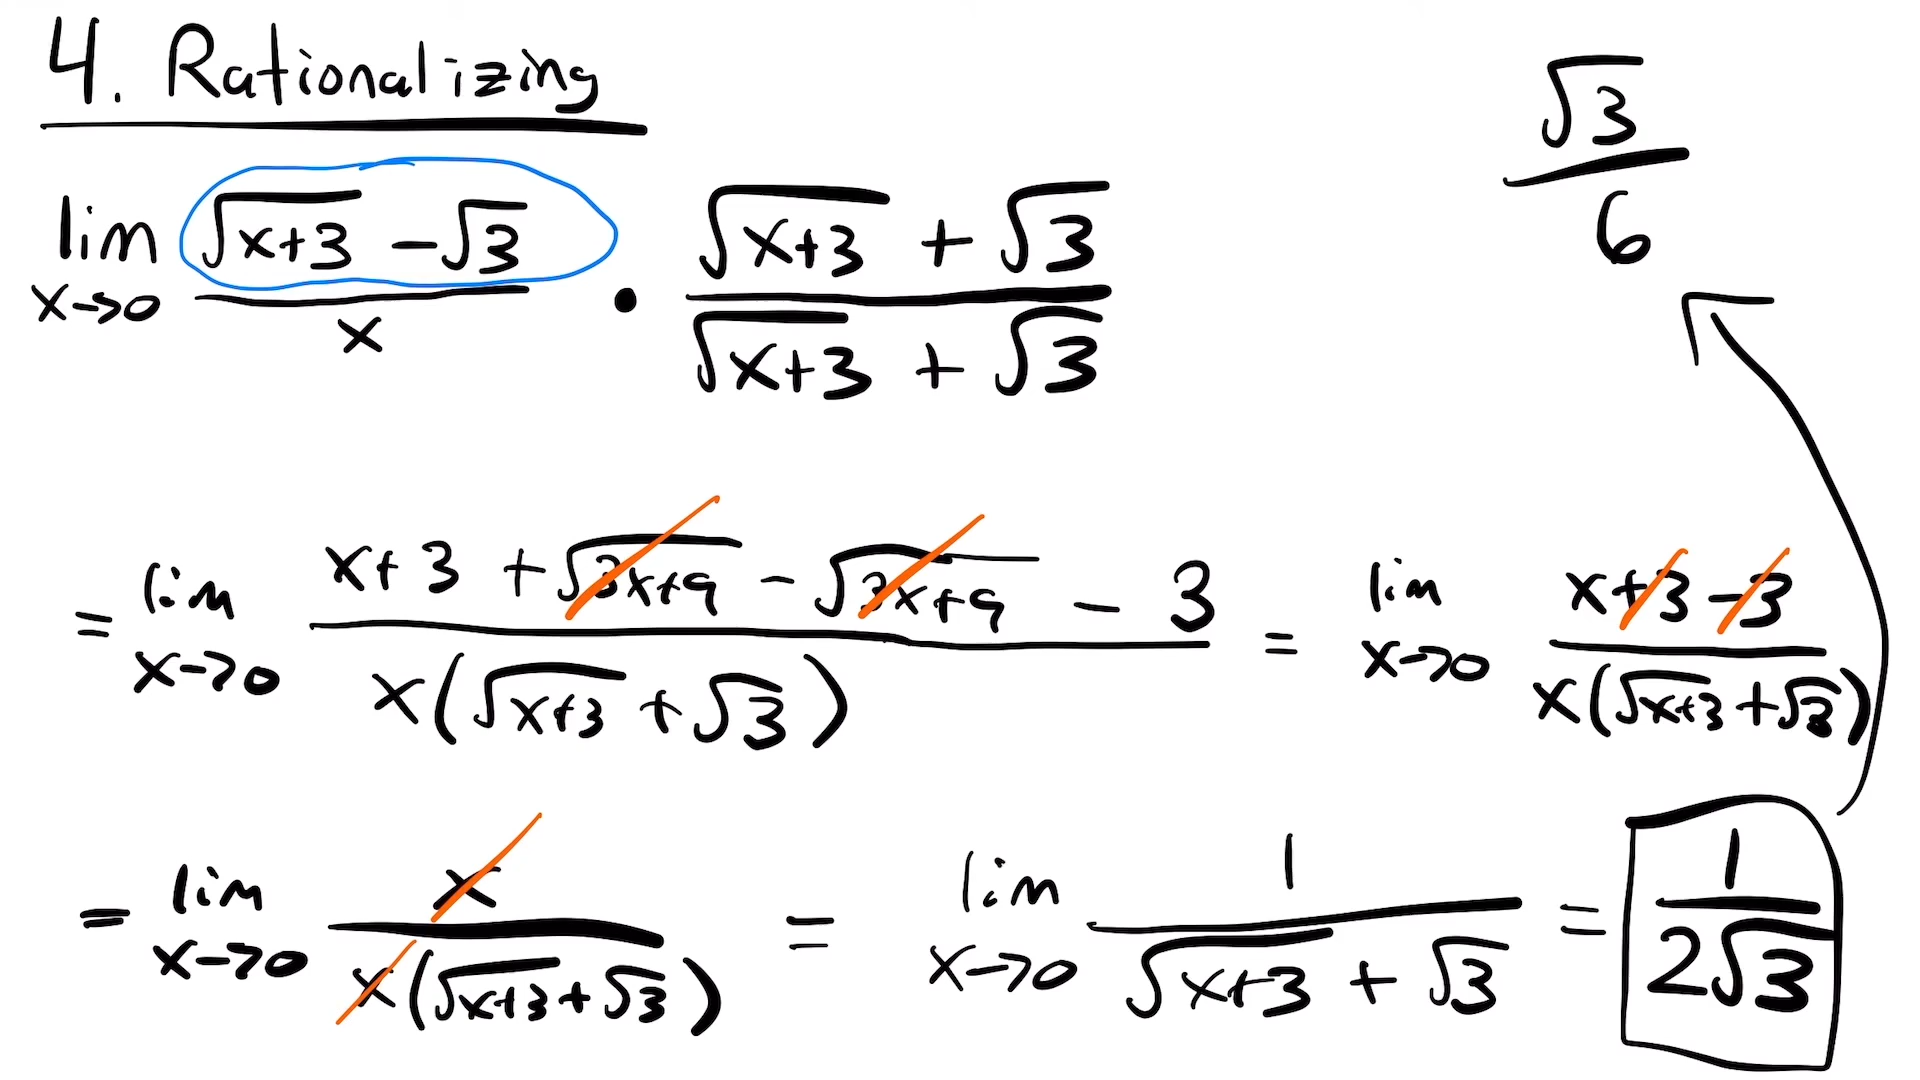 4. Rationalizing
lim x→0 (√(x+3) - √3)/x · (√(x+3) + √3)/(√(x+3) + √3)
√3/6
= lim x→0 (x+3 + √(3x+9) - √(3x+9) - 3)/(x(√(x+3) + √3)) = lim x→0 (x+3-3)/(x(√(x+3)+√3))
= lim x→0 x/(x(√(x+3)+√3)) = lim x→0 1/(√(x+3) + √3) = 1/(2√3)